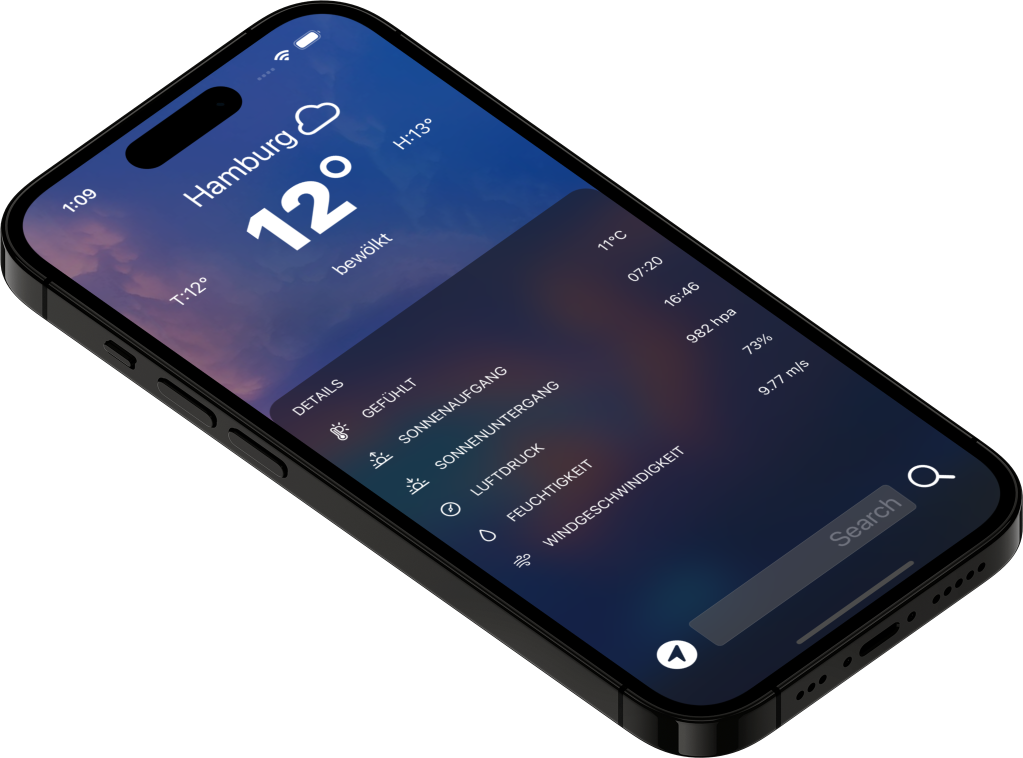 1:09
Hamburg
12°
T:12° H:13°
bewölkt
DETAILS
GEFÜHLT 11°C
SONNENAUFGANG 07:20
SONNENUNTERGANG 16:46
LUFTDRUCK 982 hpa
FEUCHTIGKEIT 73%
WINDGESCHWINDIGKEIT 9.77 m/s
Search